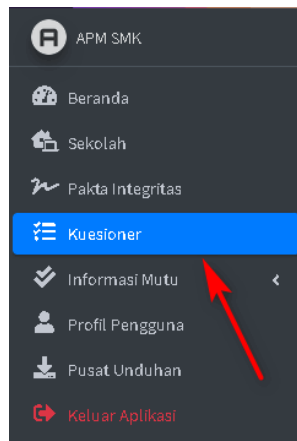 APM SMK
Beranda
Sekolah
Pakta Integritas
Kuesioner
Informasi Mutu
Profil Pengguna
Pusat Unduhan
Keluar Aplikasi